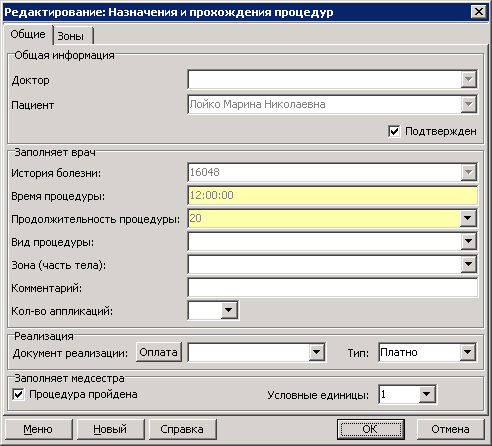 Редактирование: Назначения и прохождения процедур
Общие Зоны
Общая информация
Доктор
Пациент Лойко Марина Николаевна
Подтвержден
Заполняет врач
История болезни: 16048
Время процедуры: 12:00:00
Продолжительность процедуры: 20
Вид процедуры:
Зона (часть тела):
Комментарий:
Кол-во аппликаций:
Реализация
Документ реализации: Оплата Тип: Платно
Заполняет медсестра
Процедура пройдена Условные единицы: 1
Меню Новый Справка OK Отмена